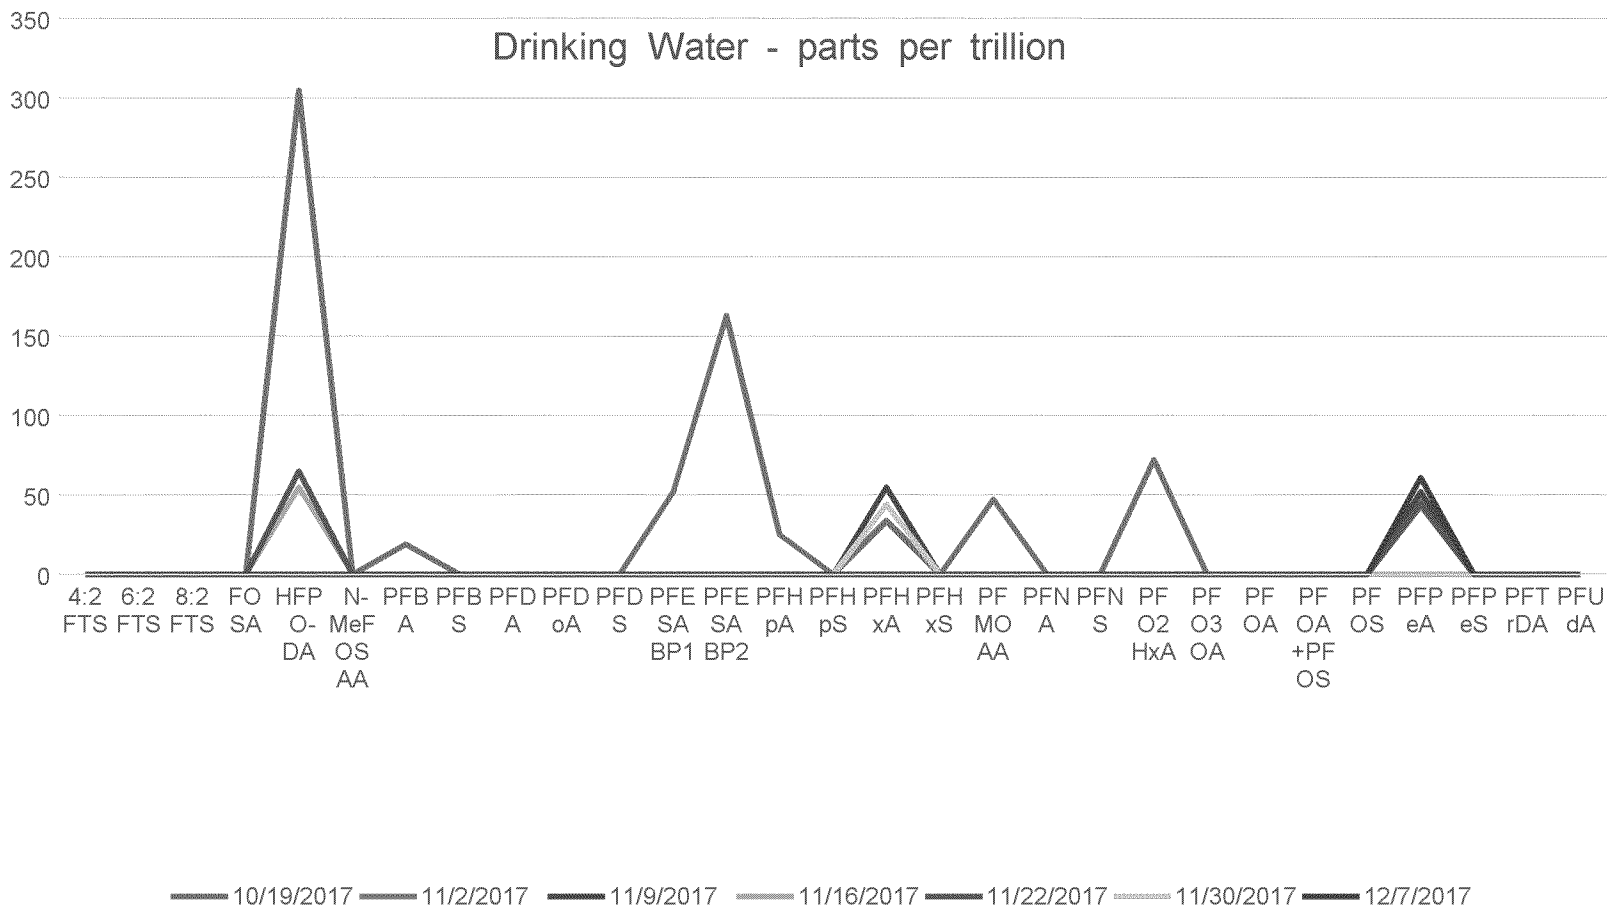 Drinking Water - parts per trillion
350
300
250
200
150
100
50
0
4:2 FTS
6:2 FTS
8:2 FTS
FO SA
HFP O- DA
N- MeF OS AA
PFB A
PFB S
PFD A
PFD oA
PFD S
PFE SA BP1
PFE SA BP2
PFH pA
PFH pS
PFH xA
PFH xS
PF MO AA
PFN A
PFN S
PF O2 HxA
PF O3 OA
PF OA
PF OA +PF OS
PF OS
PFP eA
PFP eS
PFT rDA
PFU dA
10/19/2017 11/2/2017 11/9/2017 11/16/2017 11/22/2017 11/30/2017 12/7/2017